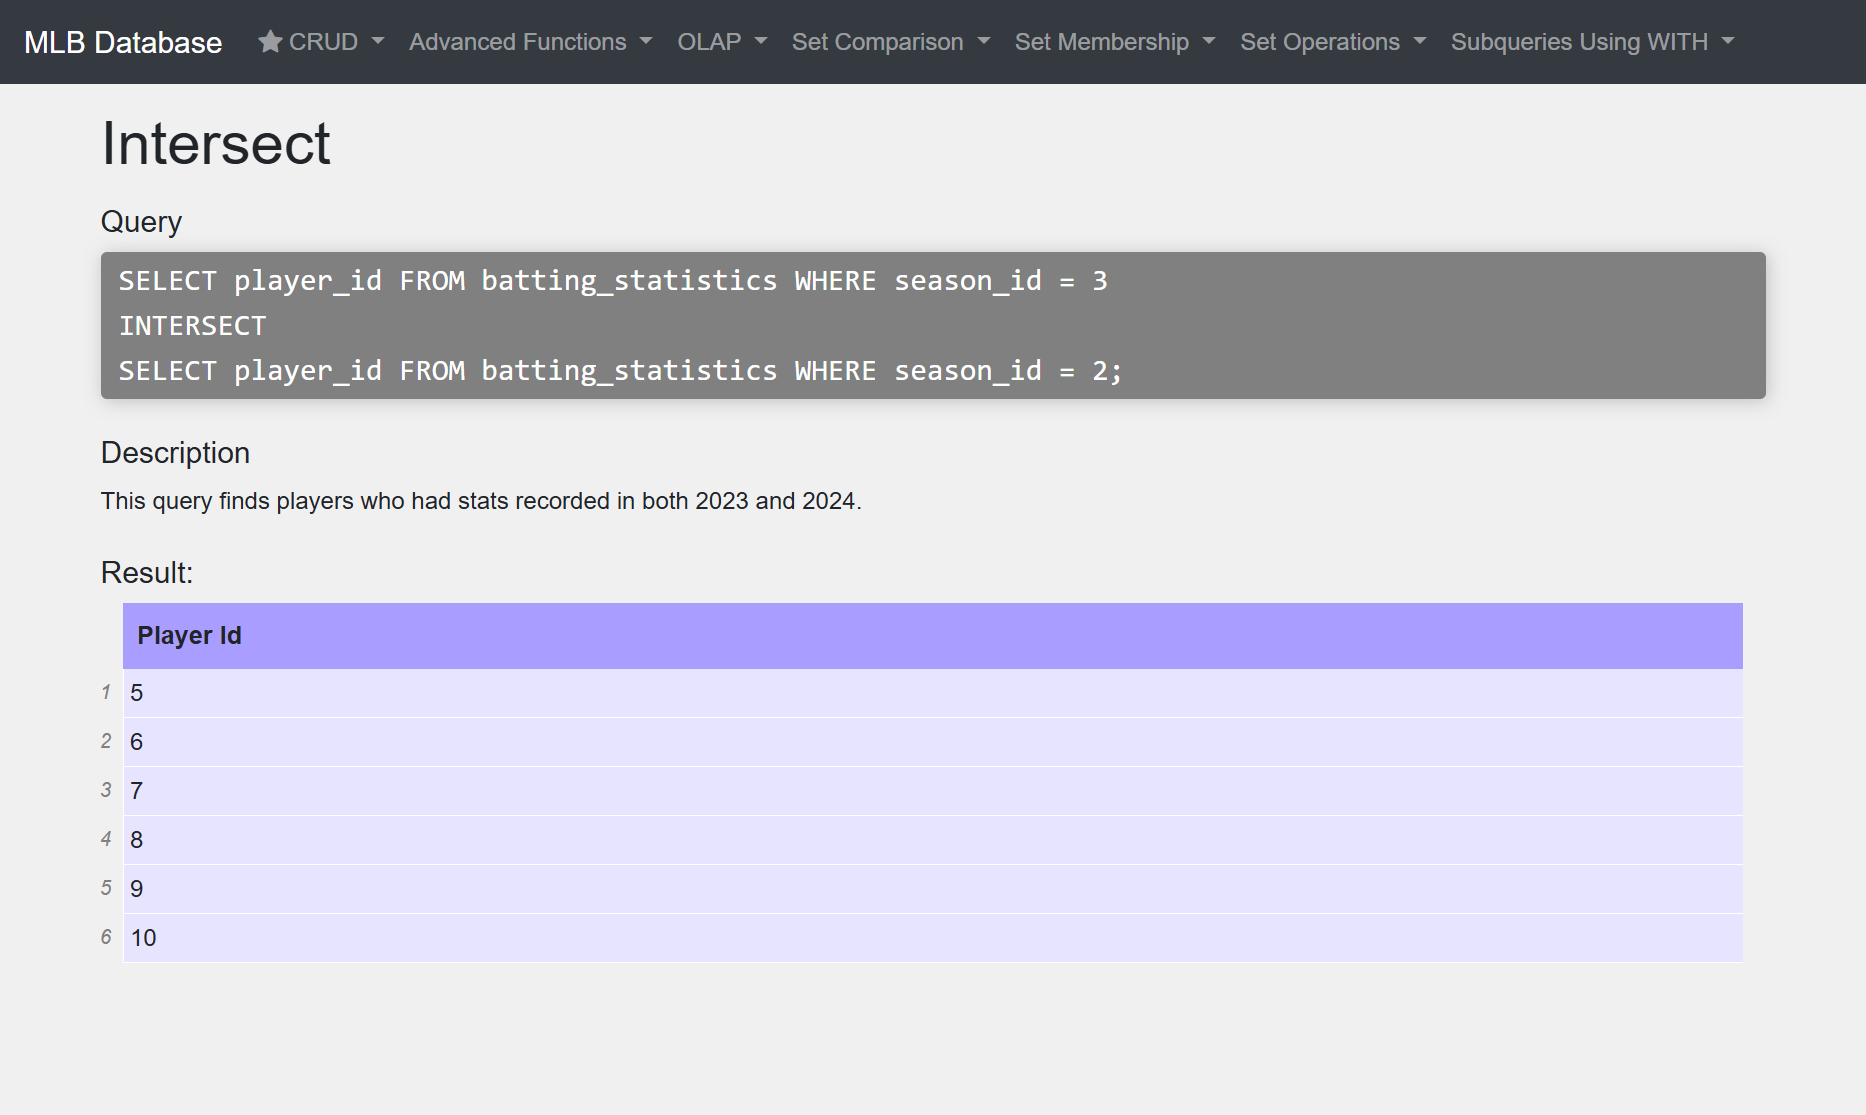 MLB Database CRUD Advanced Functions OLAP Set Comparison Set Membership Set Operations Subqueries Using WITH
Intersect
Query
SELECT player_id FROM batting_statistics WHERE season_id = 3
INTERSECT
SELECT player_id FROM batting_statistics WHERE season_id = 2;
Description
This query finds players who had stats recorded in both 2023 and 2024.
Result:
Player Id
1 5
2 6
3 7
4 8
5 9
6 10